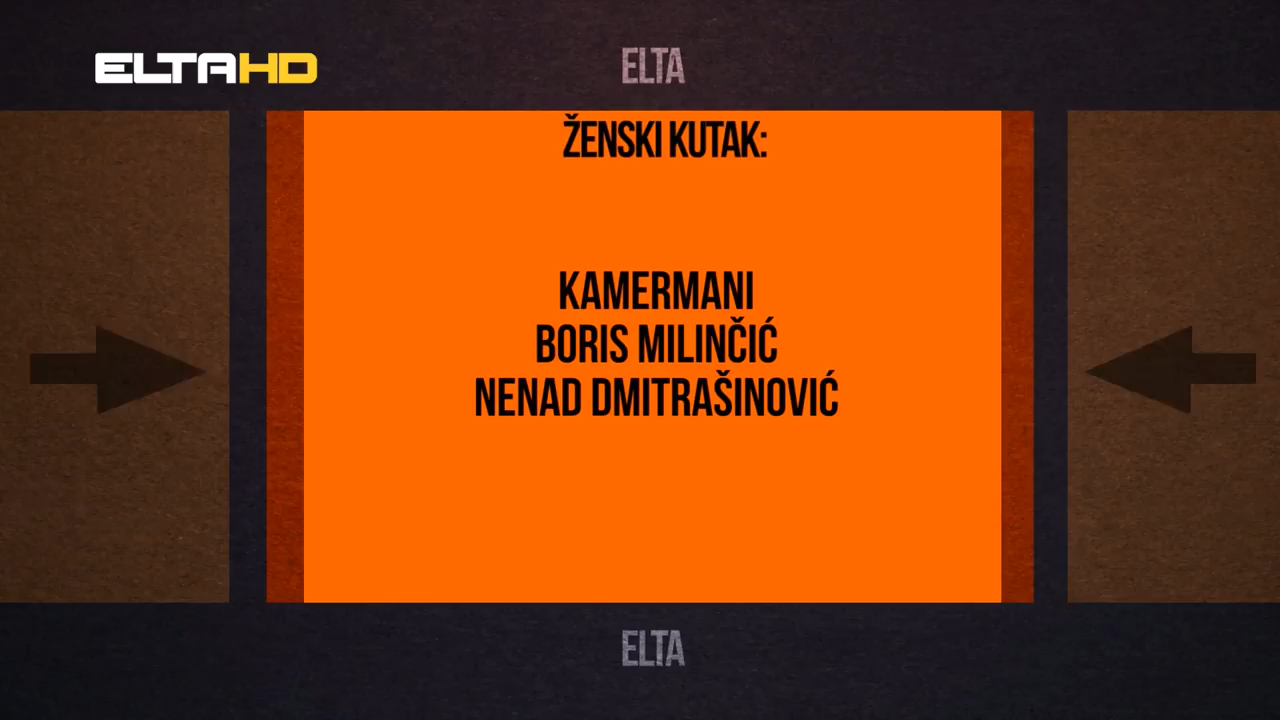 ELTAHD
ELTA
ŽENSKI KUTAK:
KAMERMANI
BORIS MILINČIĆ
NENAD DMITRAŠINOVIĆ
ELTA